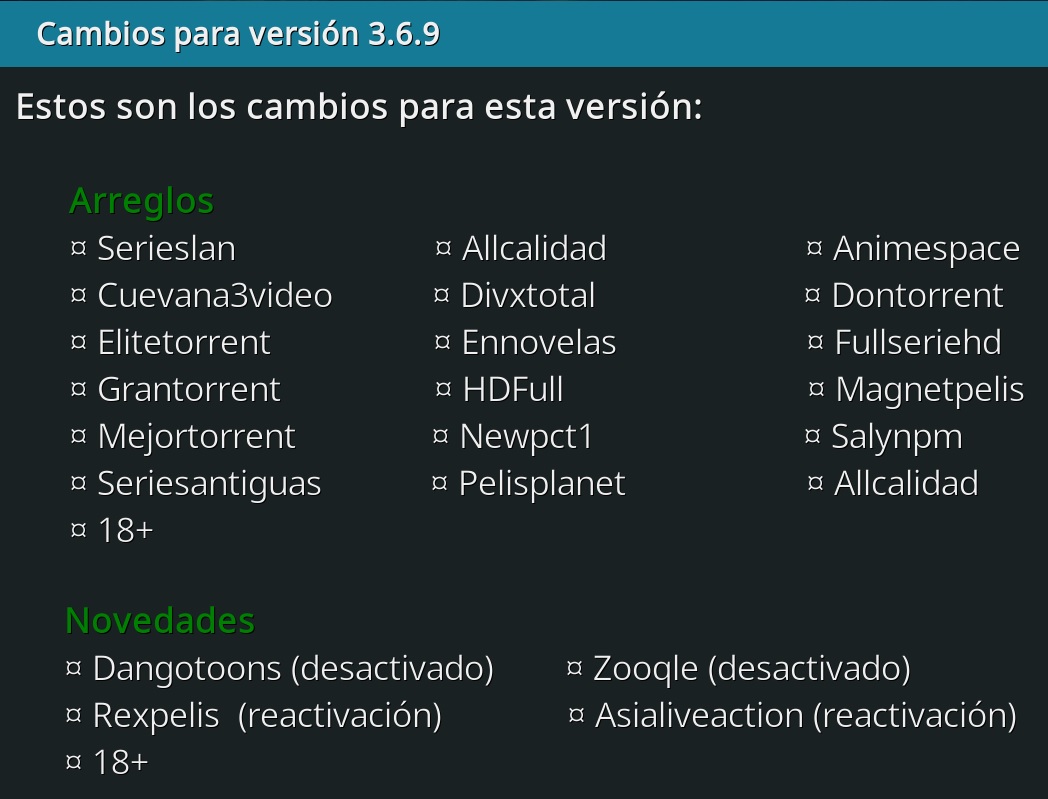 Cambios para versión 3.6.9
Estos son los cambios para esta versión:
Arreglos
¤ Serieslan ¤ Allcalidad ¤ Animespace
¤ Cuevana3video ¤ Divxtotal ¤ Dontorrent
¤ Elitetorrent ¤ Ennovelas ¤ Fullseriehd
¤ Grantorrent ¤ HDFull ¤ Magnetpelis
¤ Mejortorrent ¤ Newpct1 ¤ Salynpm
¤ Seriesantiguas ¤ Pelisplanet ¤ Allcalidad
¤ 18+
Novedades
¤ Dangotoons (desactivado) ¤ Zooqle (desactivado)
¤ Rexpelis (reactivación) ¤ Asialiveaction (reactivación)
¤ 18+